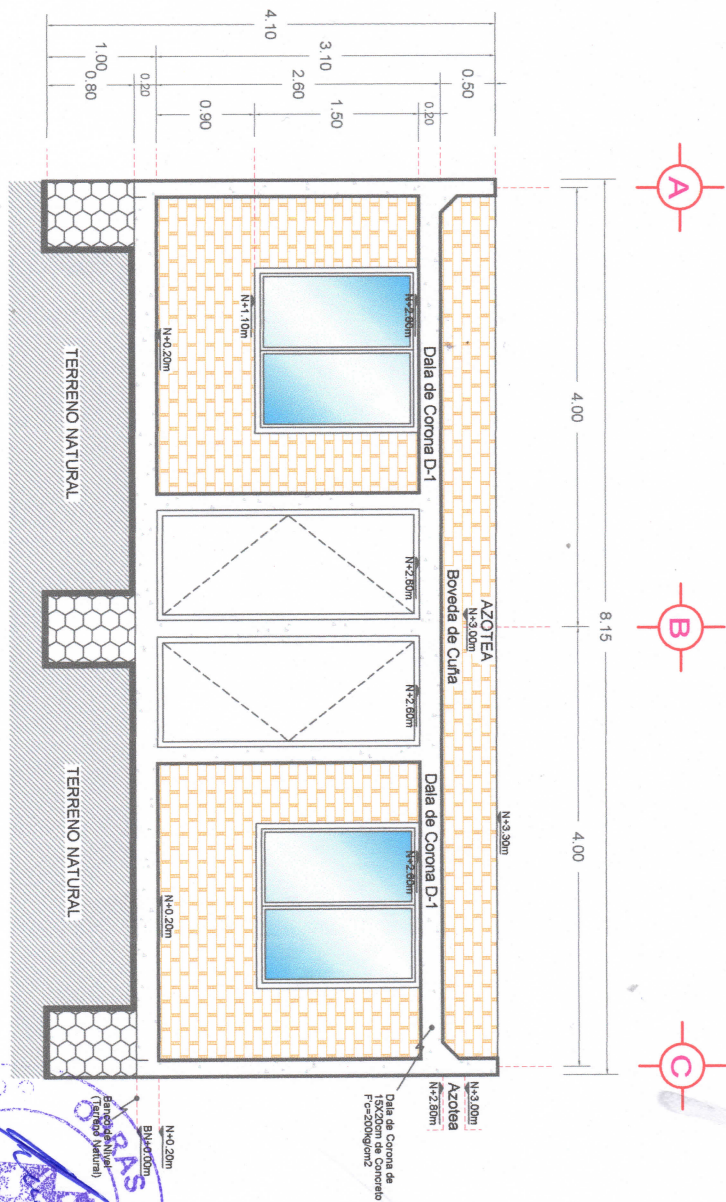 A
B
C
8.15
4.00
4.00
4.10
3.10
1.00
0.50
2.60
0.20
0.80
0.20
1.50
0.90
AZOTEA
N+3.00m
Boveda de Cuña
N+3.30m
Dala de Corona D-1
Dala de Corona D-1
N+2.60m
N+2.60m
N+2.60m
N+2.60m
N+1.10m
N+0.20m
N+0.20m
TERRENO NATURAL
TERRENO NATURAL
N+3.00m
Azotea
N+2.80m
Dala de Corona de
15X20cm de Concreto
F'c=200kg/cm2
N+0.20m
BN+0.00m
Banco de Nivel
(Terreno Natural)
O RAS